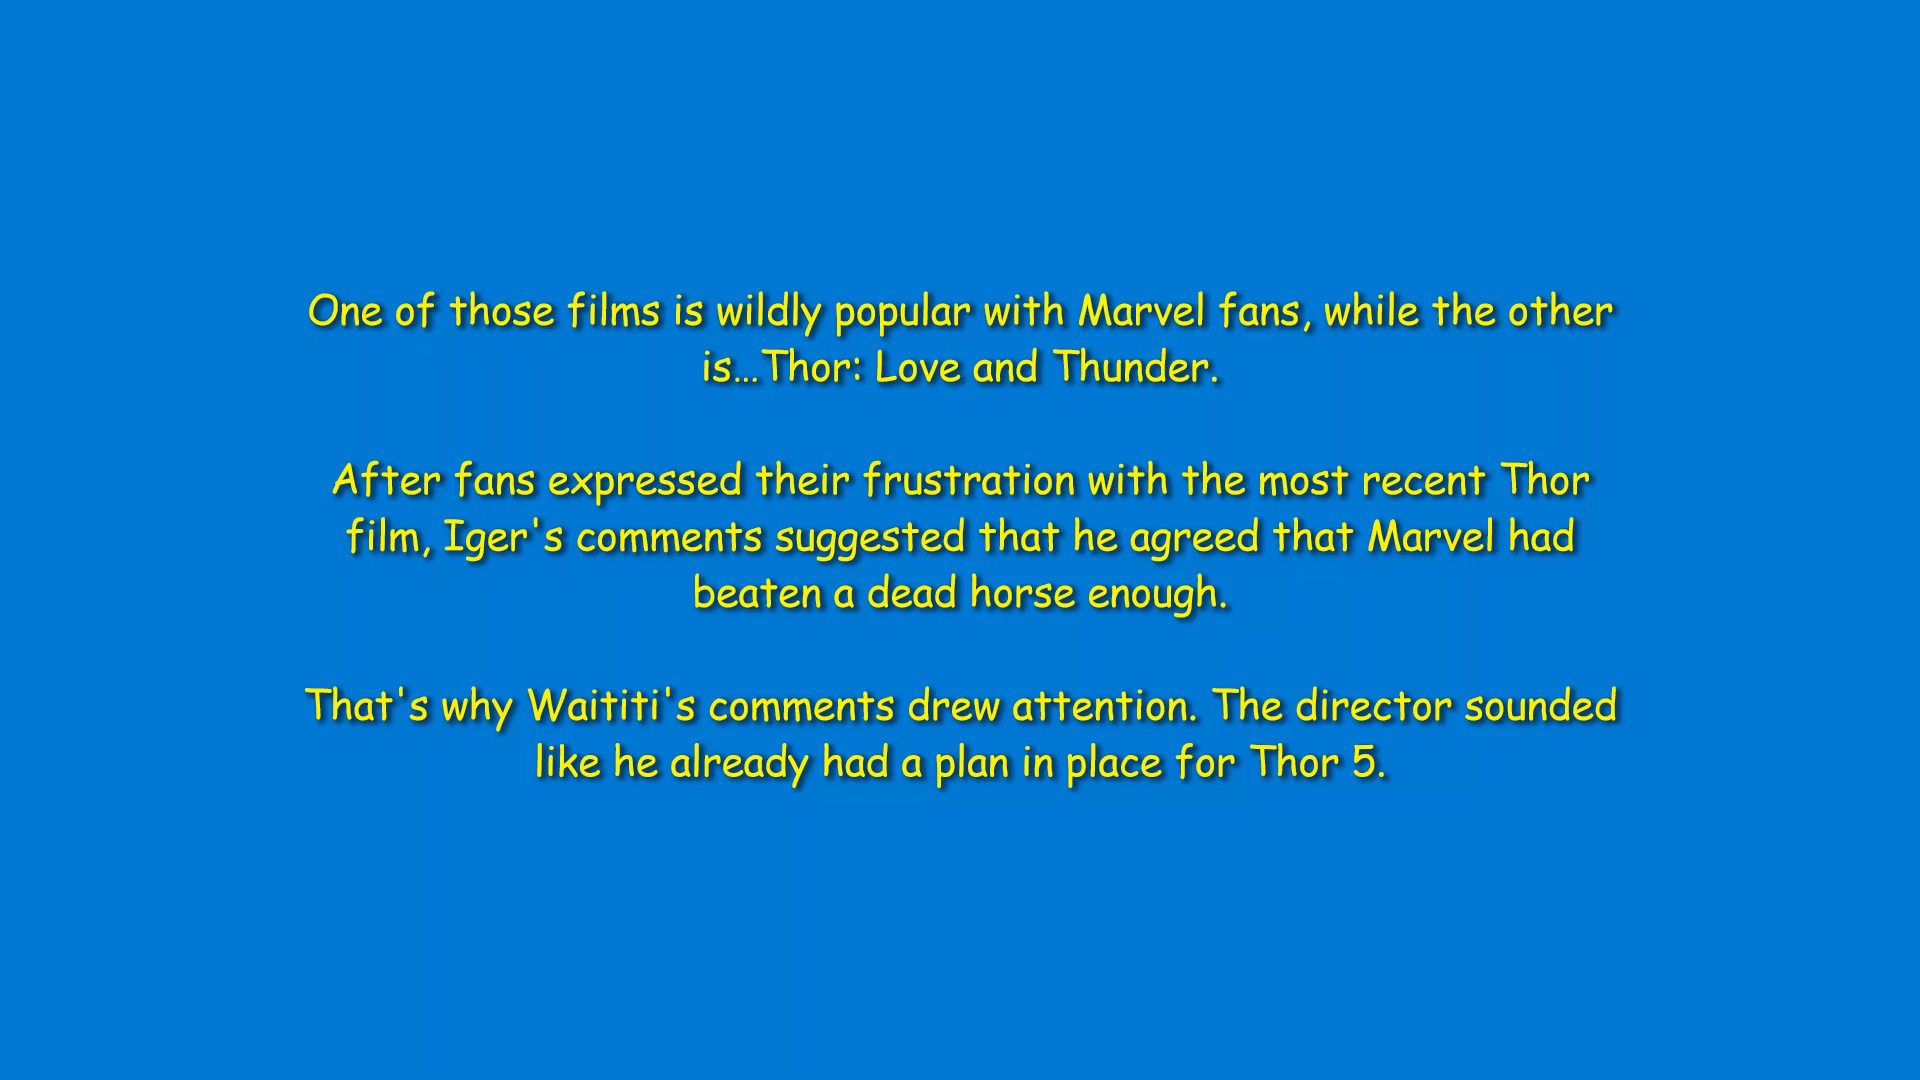 One of those films is wildly popular with Marvel fans, while the other
is...Thor: Love and Thunder.
After fans expressed their frustration with the most recent Thor
film, Iger's comments suggested that he agreed that Marvel had
beaten a dead horse enough.
That's why Waititi's comments drew attention. The director sounded
like he already had a plan in place for Thor 5.